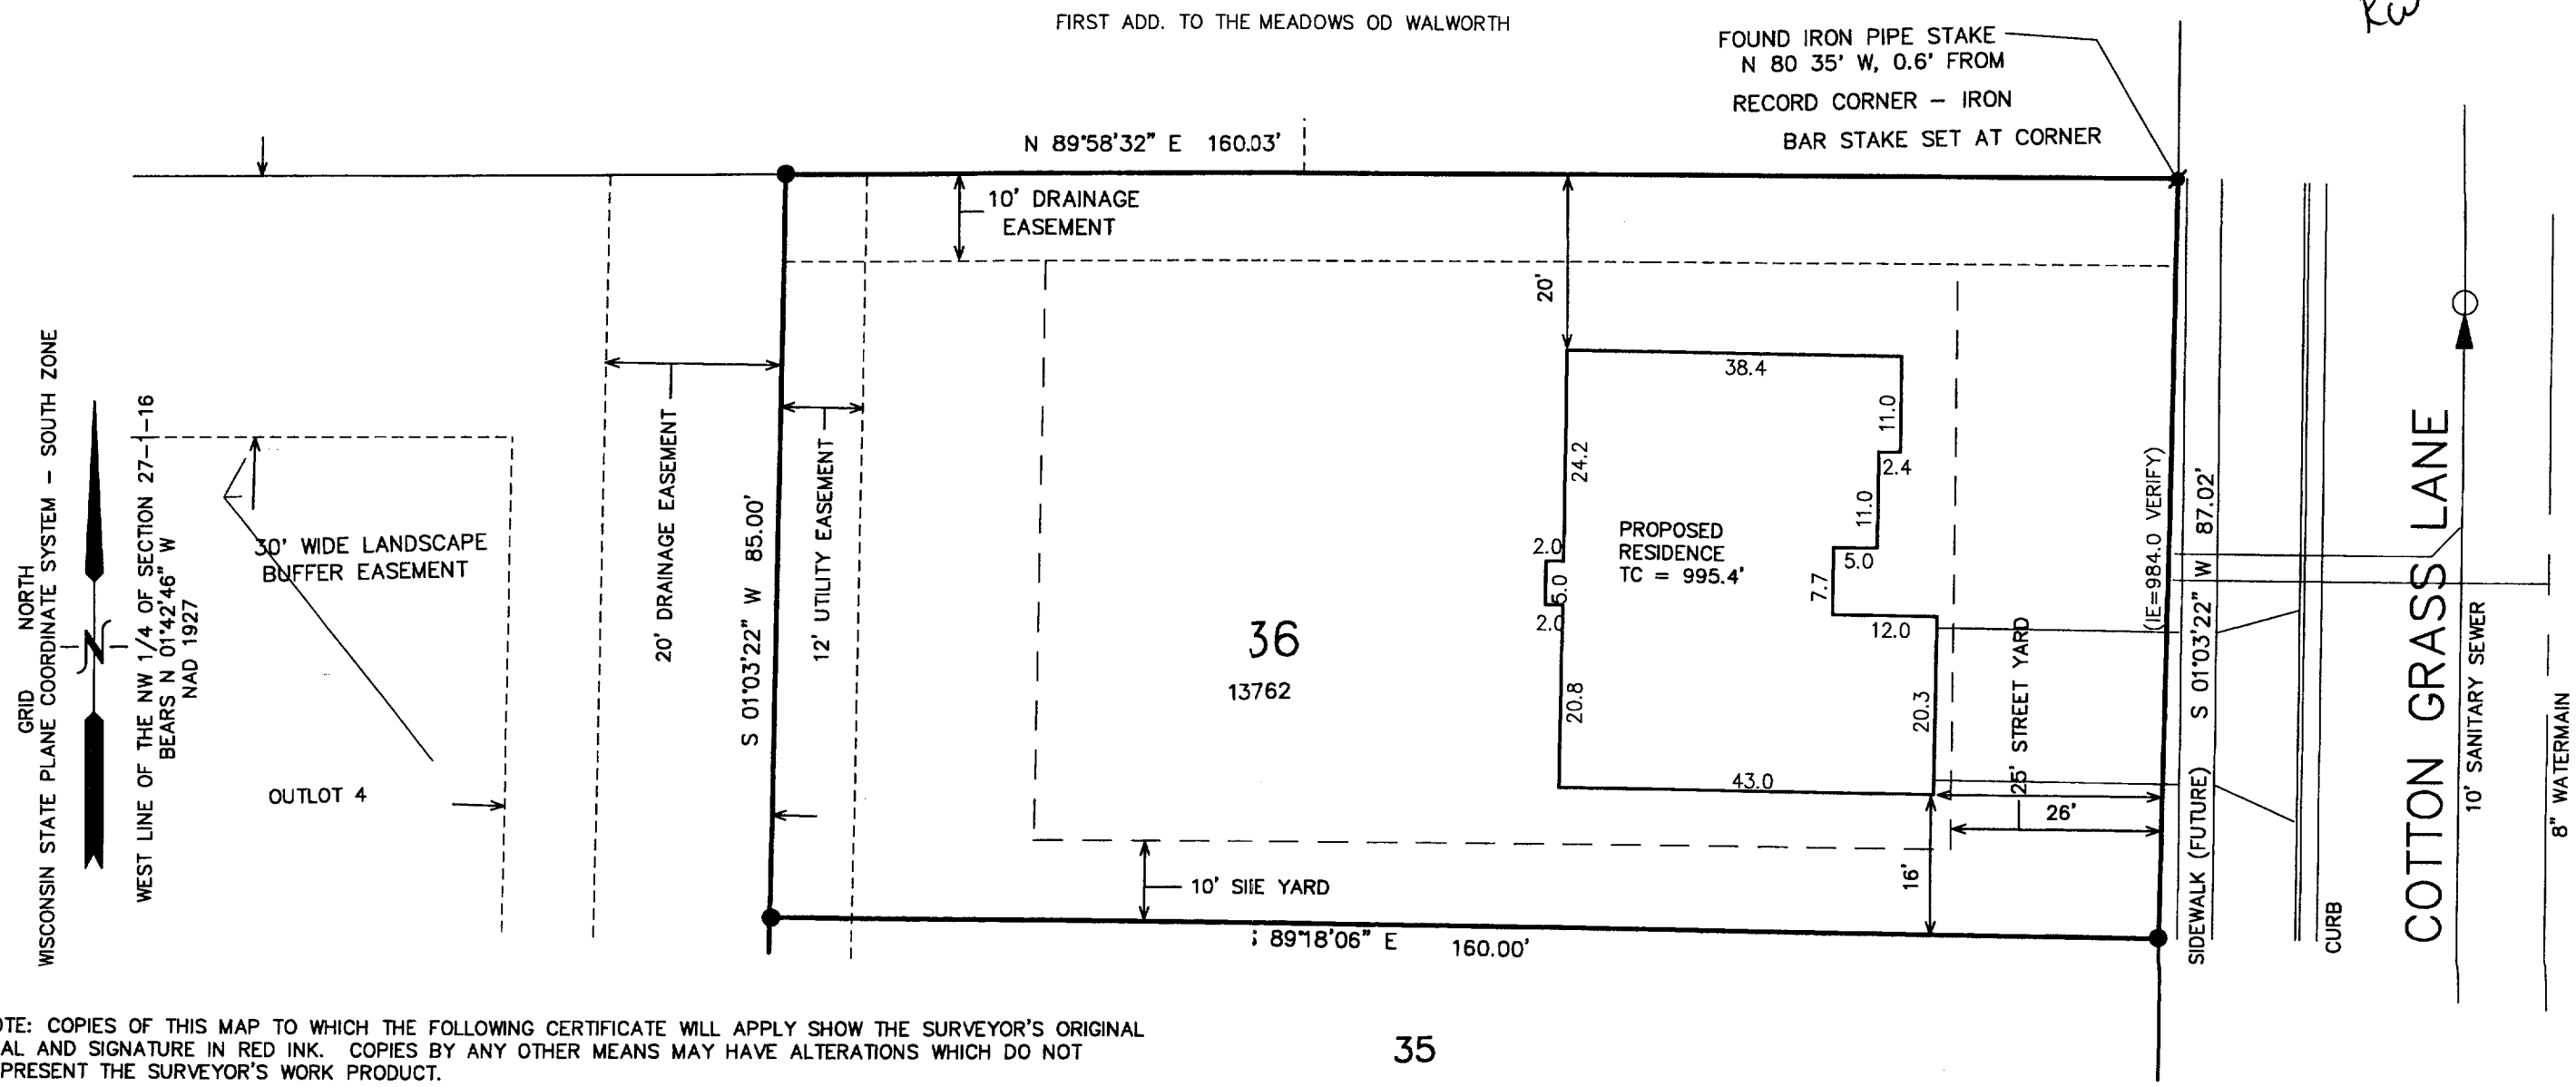 FIRST ADD. TO THE MEADOWS OD WALWORTH
FOUND IRON PIPE STAKE
N 80 35' W, 0.6' FROM
RECORD CORNER – IRON
BAR STAKE SET AT CORNER
N 89°58'32" E 160.03'
10' DRAINAGE
EASEMENT
20'
38.4
11.0
2.4
11.0
5.0
7.7
12.0
20.3
43.0
20.8
2.0
5.0
2.0
24.2
PROPOSED
RESIDENCE
TC = 995.4'
36
13762
GRID NORTH
WISCONSIN STATE PLANE COORDINATE SYSTEM – SOUTH ZONE
N
WEST LINE OF THE NW 1/4 OF SECTION 27-1-16
BEARS N 01°42'46" W
NAD 1927
30' WIDE LANDSCAPE
BUFFER EASEMENT
OUTLOT 4
20' DRAINAGE EASEMENT
S 01°03'22" W 85.00'
12' UTILITY EASEMENT
10' SIIE YARD
16'
26'
25' STREET YARD
(IE=984.0 VERIFY)
S 01°03'22" W 87.02'
SIDEWALK (FUTURE)
CURB
COTTON GRASS LANE
10' SANITARY SEWER
8" WATERMAIN
89°18'06" E 160.00'
35
OTE: COPIES OF THIS MAP TO WHICH THE FOLLOWING CERTIFICATE WILL APPLY SHOW THE SURVEYOR'S ORIGINAL
AL AND SIGNATURE IN RED INK. COPIES BY ANY OTHER MEANS MAY HAVE ALTERATIONS WHICH DO NOT
PRESENT THE SURVEYOR'S WORK PRODUCT.